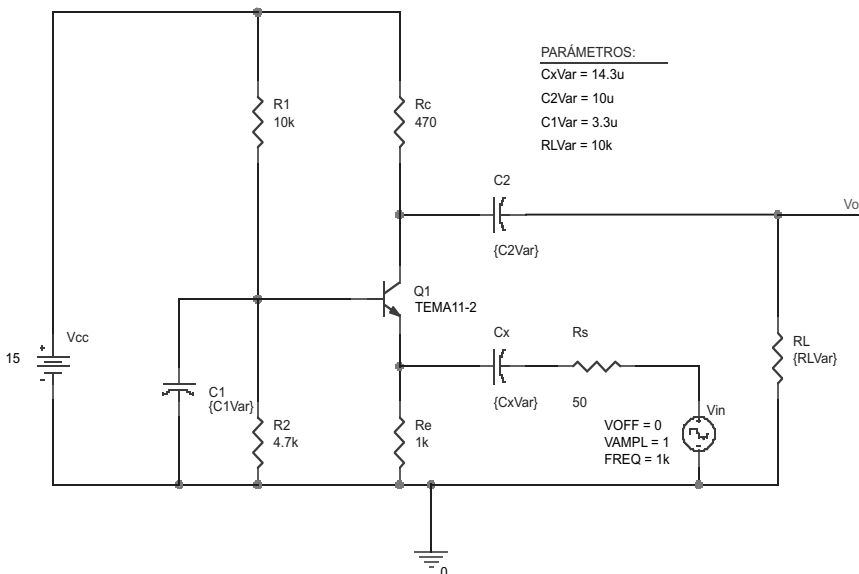 PARÁMETROS:
CxVar = 14.3u
C2Var = 10u
C1Var = 3.3u
RLVar = 10k
R1
10k
Rc
470
C2
{C2Var}
Vo
Q1
TEMA11-2
Vcc
15
+
-
C1
{C1Var}
R2
4.7k
Re
1k
Cx
{CxVar}
Rs
50
RL
{RLVar}
Vin
+
-
VOFF = 0
VAMPL = 1
FREQ = 1k
0